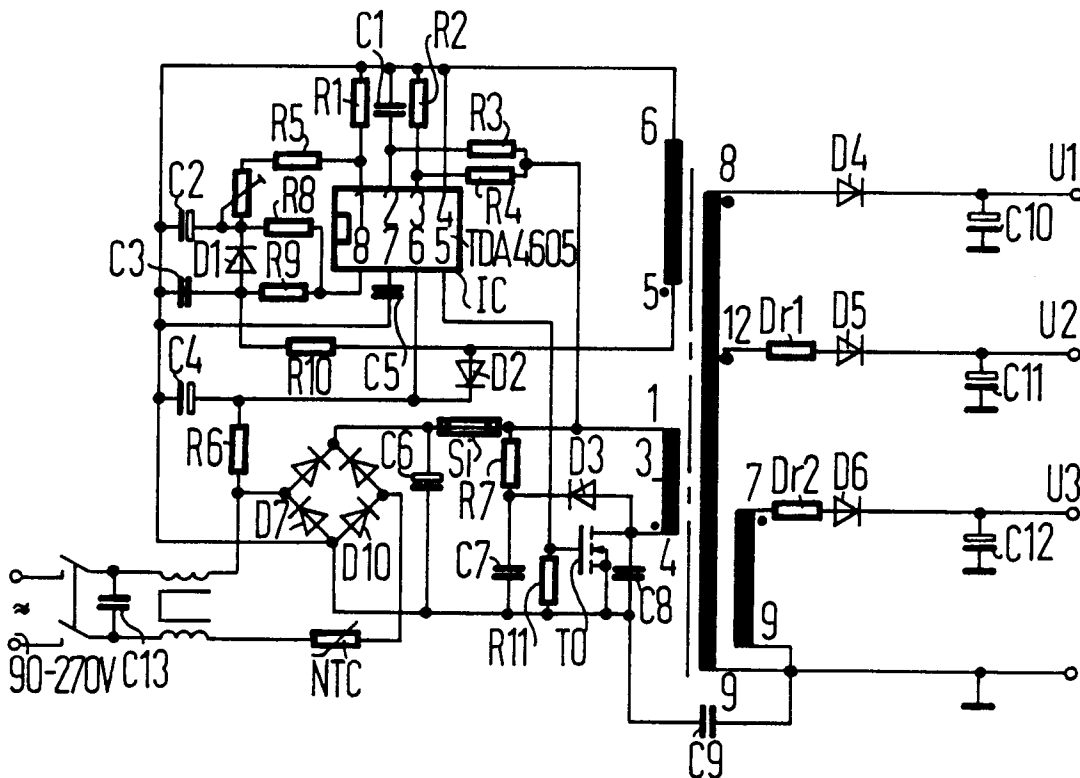 C1
R2
R1
R3
6
R5
8
D4
U1
C2
R8
2 3 4
R4
C10
8 7 6 5
TDA4605
C3
D1
R9
IC
5
12
Dr1
D5
U2
C4
R10
C5
D2
C11
1
R6
C6
Si
D3
3
7
Dr2
D6
U3
R7
D7
D10
C7
4
C12
C8
≈
9
R11
T0
90-270V
C13
NTC
9
C9